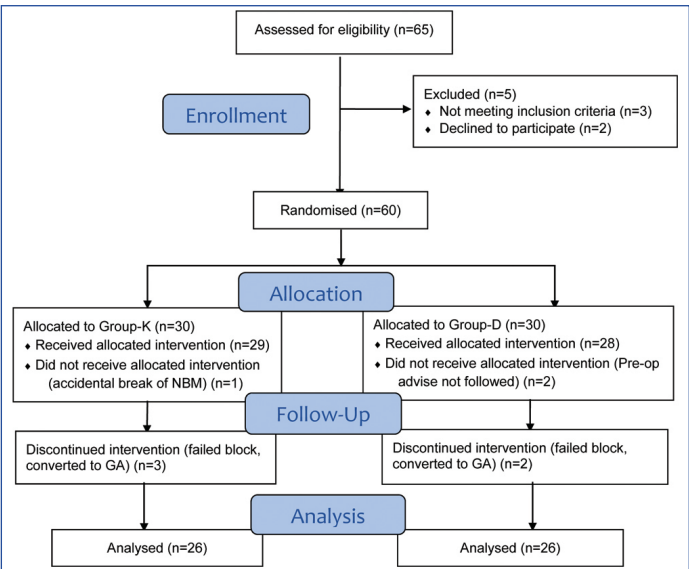 Assessed for eligibility (n=65)
Enrollment
Excluded (n=5)
♦ Not meeting inclusion criteria (n=3)
♦ Declined to participate (n=2)
Randomised (n=60)
Allocation
Allocated to Group-K (n=30)
♦ Received allocated intervention (n=29)
♦ Did not receive allocated intervention
(accidental break of NBM) (n=1)
Allocated to Group-D (n=30)
♦ Received allocated intervention (n=28)
♦ Did not receive allocated intervention (Pre-op
advise not followed) (n=2)
Follow-Up
Discontinued intervention (failed block,
converted to GA) (n=3)
Discontinued intervention (failed block,
converted to GA) (n=2)
Analysis
Analysed (n=26)
Analysed (n=26)